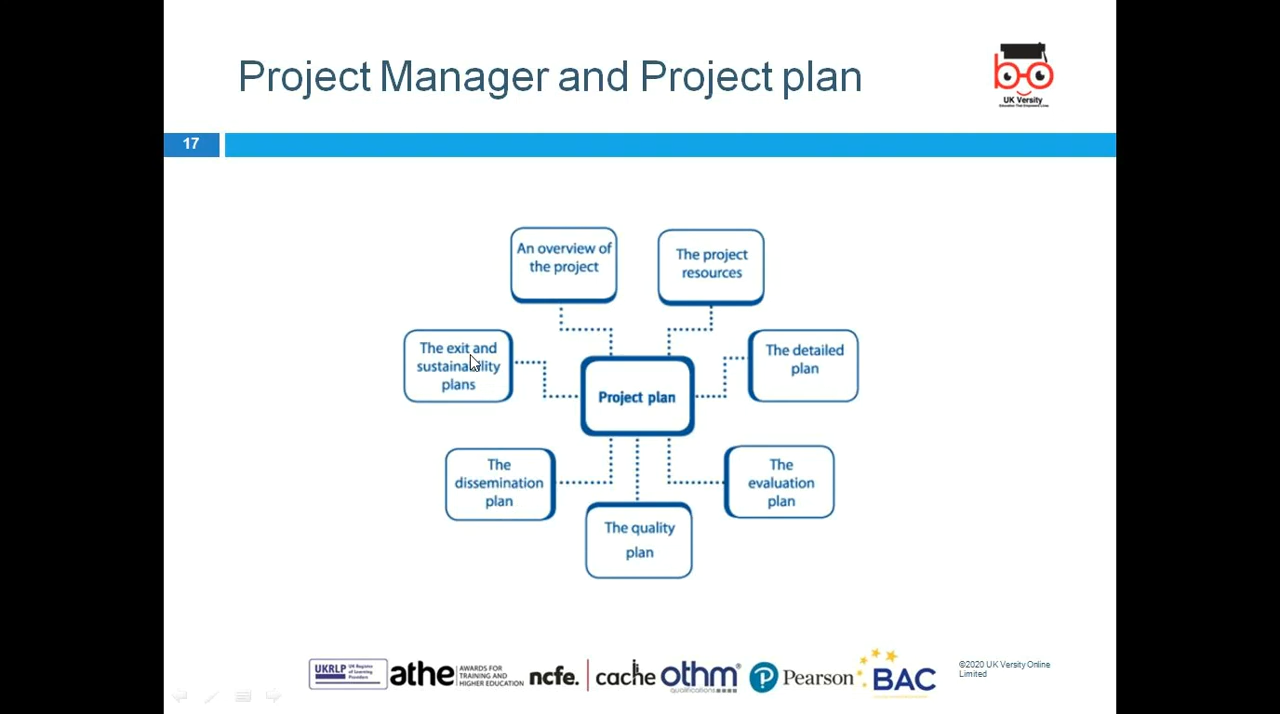 Project Manager and Project plan
UK Versity
17
An overview of
the project
The project
resources
The exit and
sustainability
plans
The detailed
plan
Project plan
The
dissemination
plan
The
evaluation
plan
The quality
plan
UKRLP
UK Register
of Learning
Providers
athe
AWARDS FOR
TRAINING AND
HIGHER EDUCATION
ncfe.
cache
othm
qualifications
Pearson
BAC
©2020 UK Versity Online
Limited